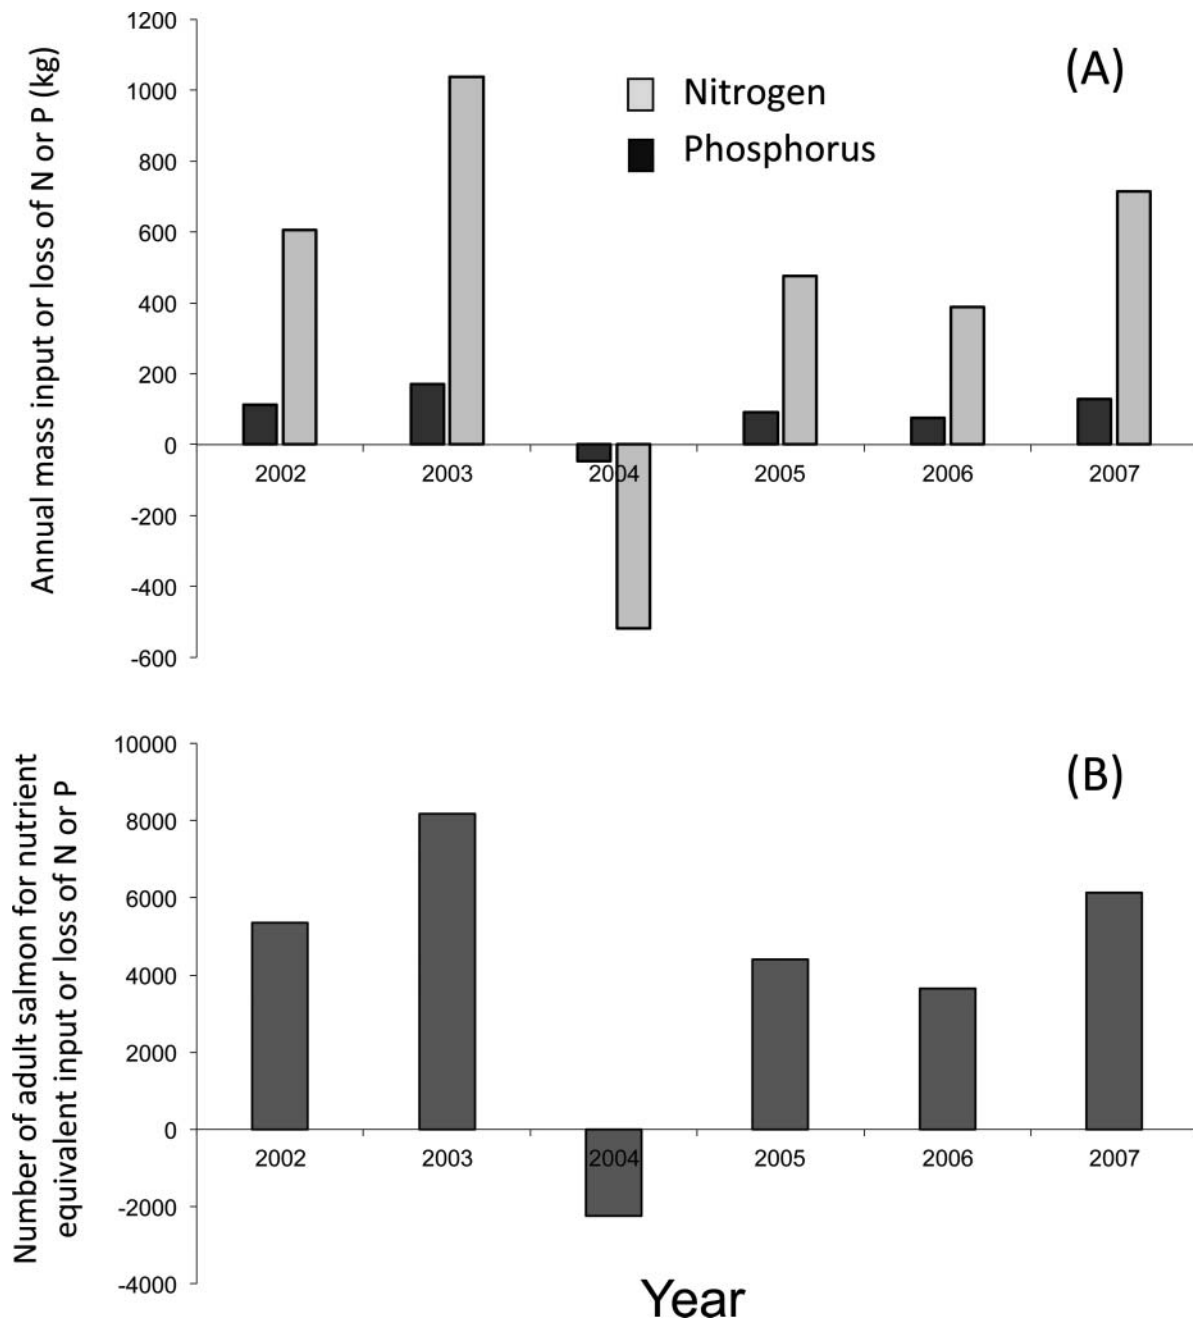 1200
1000
800
600
400
200
0
-200
-400
-600
Annual mass input or loss of N or P (kg)
(A)
Nitrogen
Phosphorus
2002 2003 2004 2005 2006 2007
10000
8000
6000
4000
2000
0
-2000
-4000
Number of adult salmon for nutrient
equivalent input or loss of N or P
(B)
2002 2003 2004 2005 2006 2007
Year